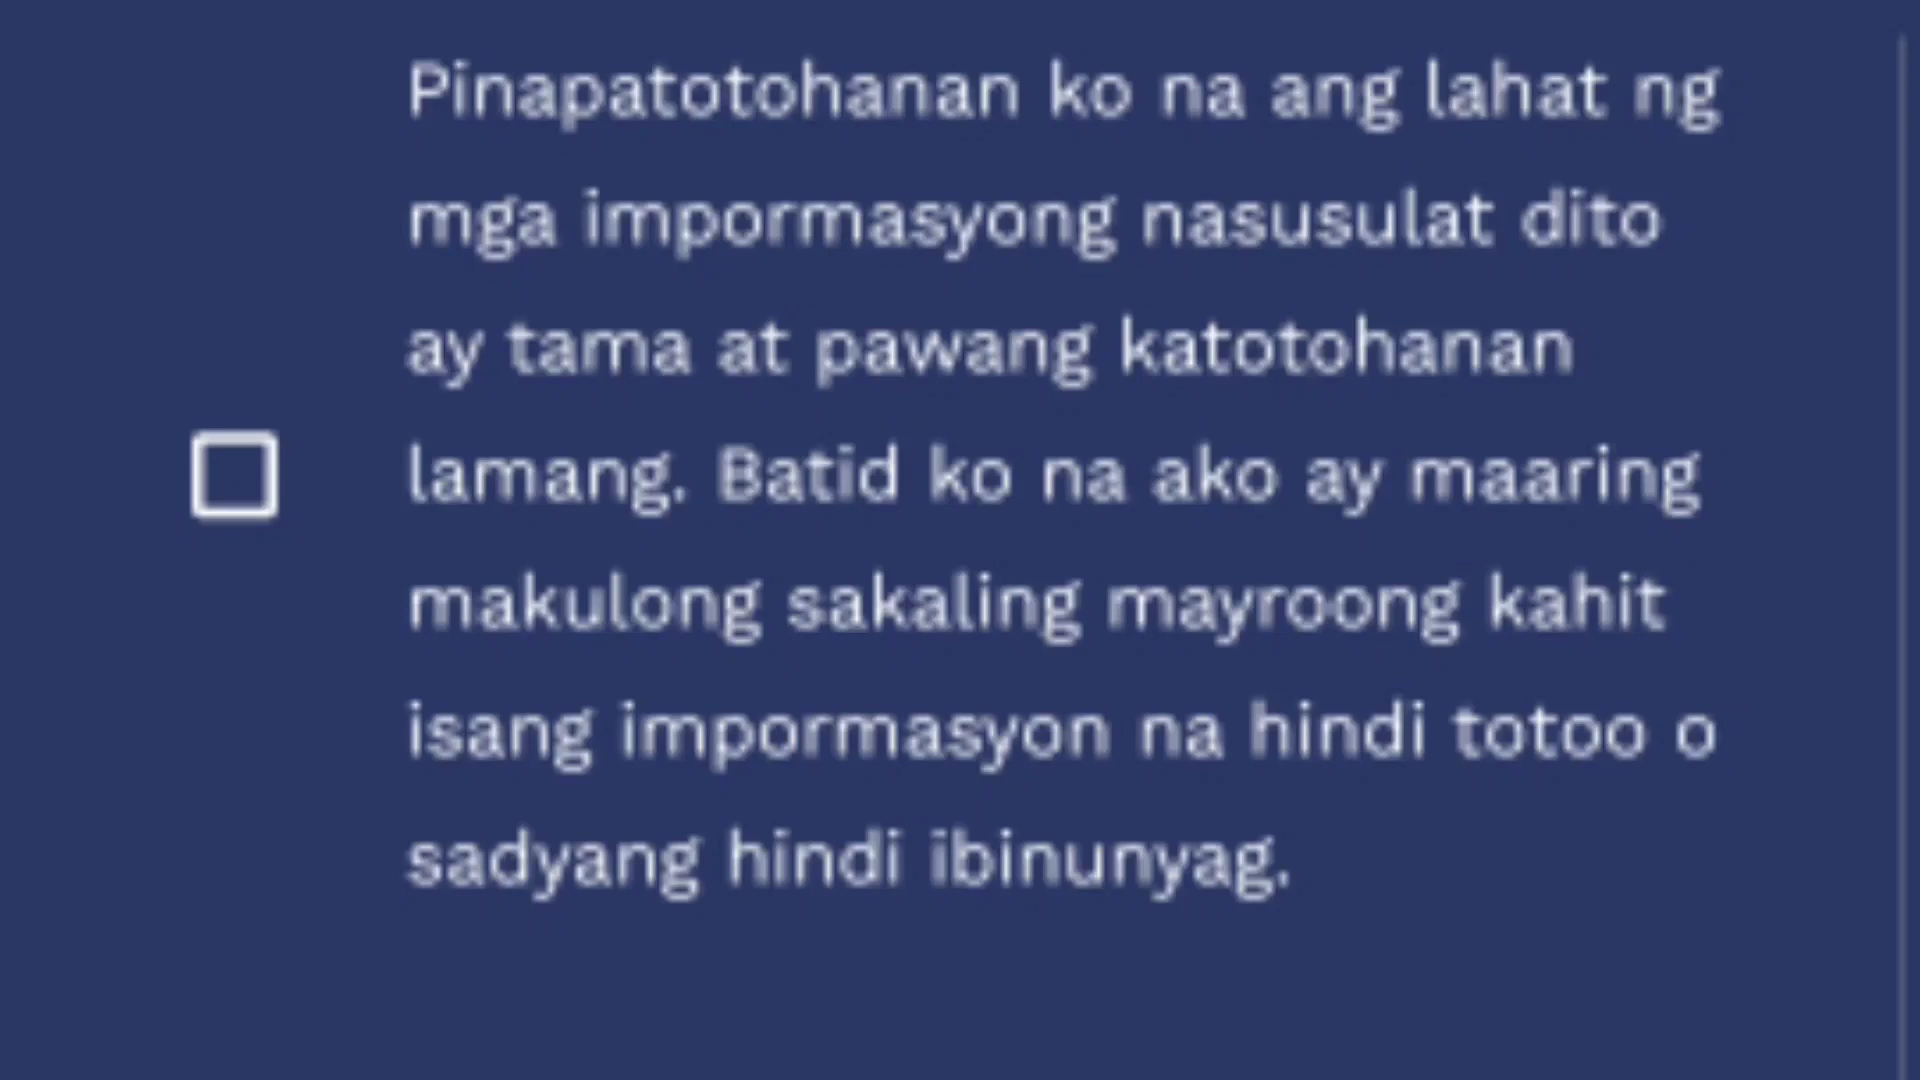 Pinapatotohanan ko na ang lahat ng
mga impormasyong nasusulat dito
ay tama at pawang katotohanan
lamang. Batid ko na ako ay maaring
makulong sakaling mayroong kahit
isang impormasyon na hindi totoo o
sadyang hindi ibinunyag.